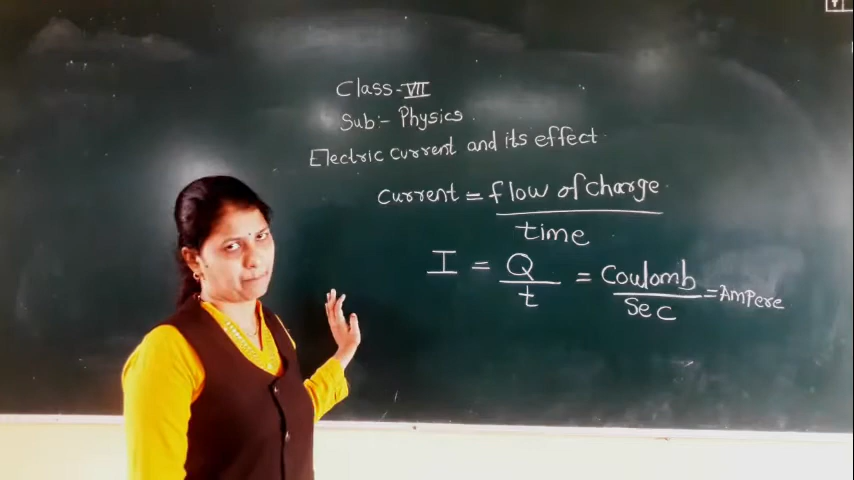 Class-VII
Sub:- Physics
Electric current and its effect
Current = flow of charge
time
I = Q = Coulomb = Ampere
t Sec